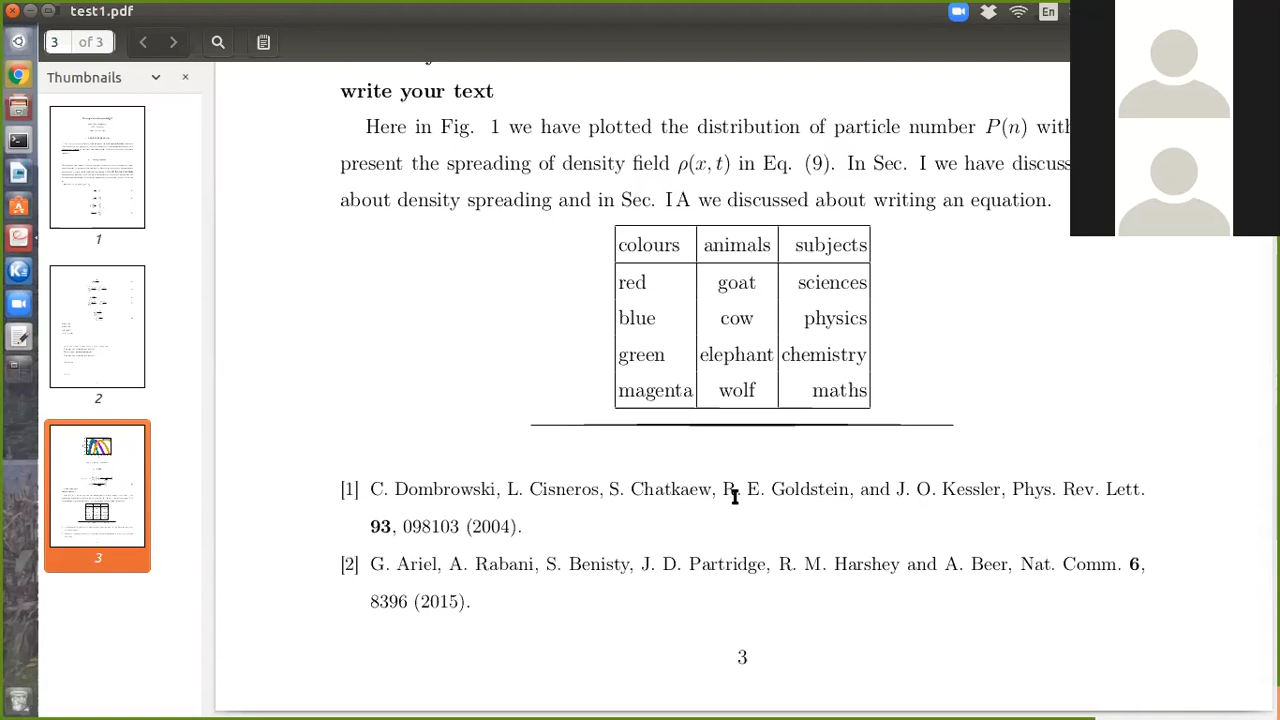 test1.pdf
En
3 of 3
Thumbnails
1
2
3
write your text
Here in Fig. 1 we have plotted the distribution of particle number P(n) with
present the spreading of density field ρ(x, t) in Eq. (9). In Sec. I we have discuss
about density spreading and in Sec. I A we discussed about writing an equation.
colours animals subjects
red goat sciences
blue cow physics
green elephant chemistry
magenta wolf maths
[1] C. Dombrowski, L. Cisneros, S. Chatkaew, R. E. Goldstein, and J. O. Kessler, Phys. Rev. Lett.
93, 098103 (2004).
[2] G. Ariel, A. Rabani, S. Benisty, J. D. Partridge, R. M. Harshey and A. Beer, Nat. Comm. 6,
8396 (2015).
3